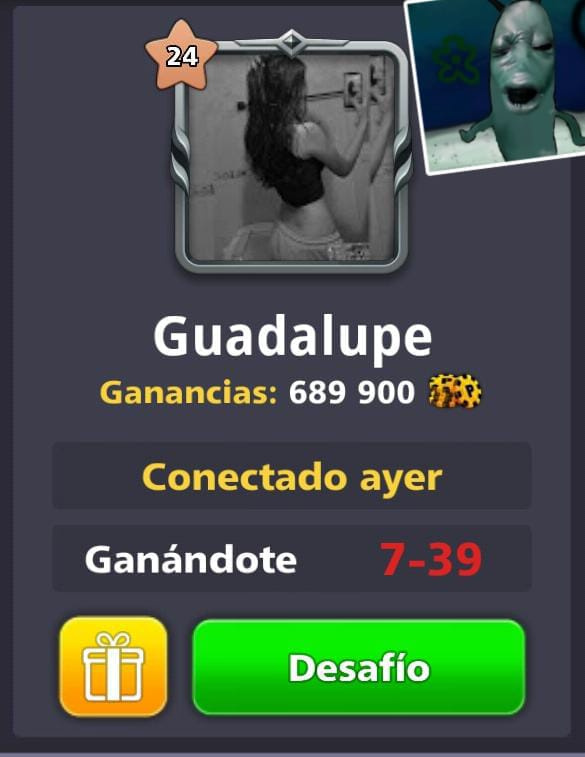 24
Guadalupe
Ganancias: 689 900
Conectado ayer
Ganándote 7-39
Desafío